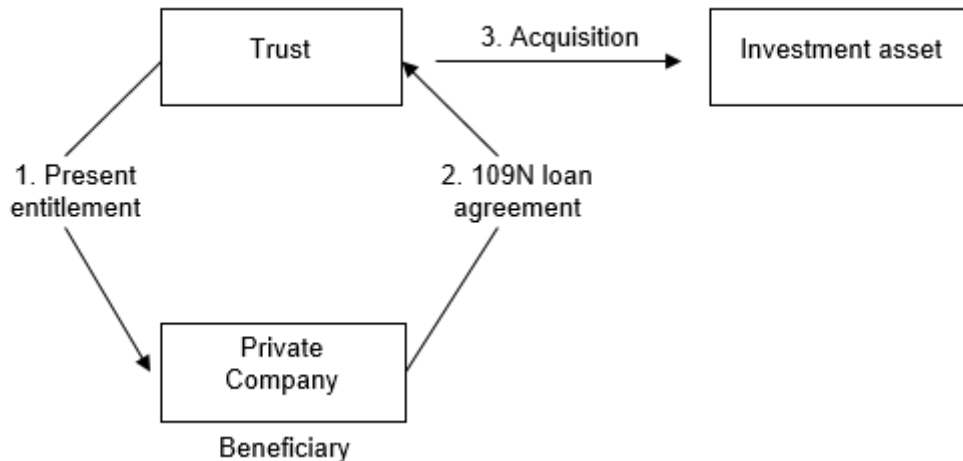 Trust
3. Acquisition
Investment asset
1. Present
entitlement
2. 109N loan
agreement
Private
Company
Beneficiary